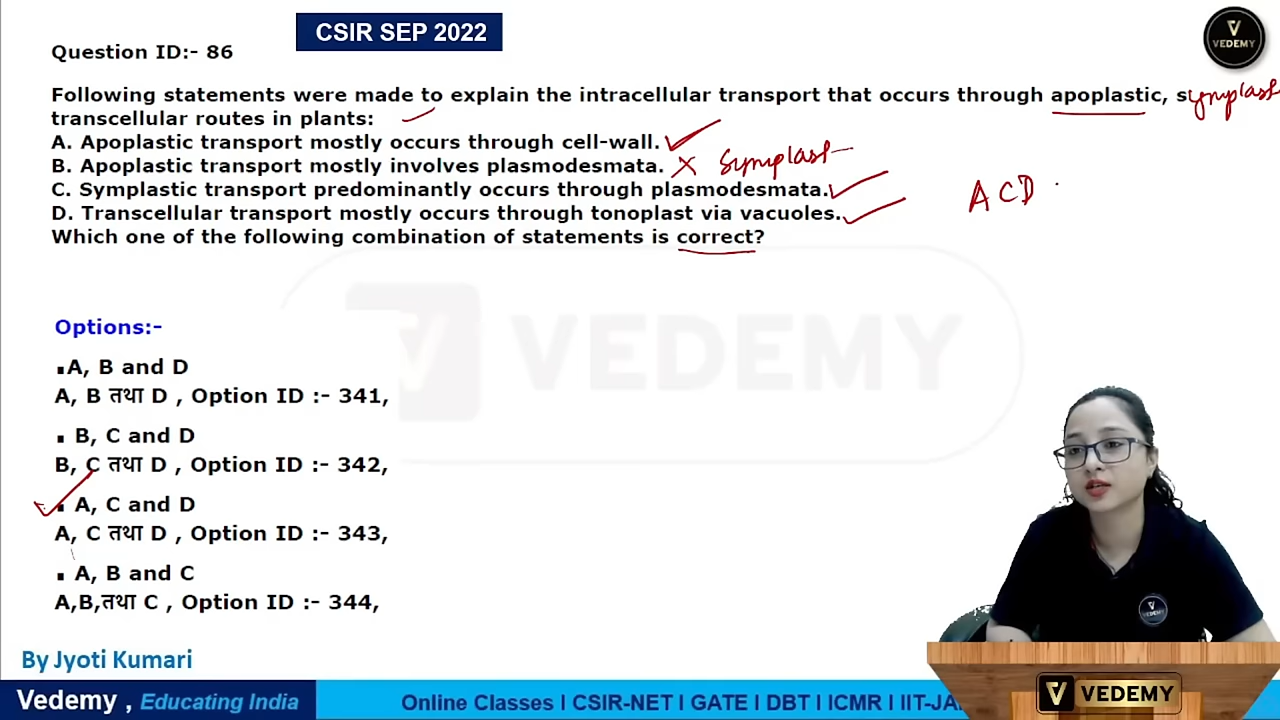 CSIR SEP 2022
VEDEMY
Question ID:- 86
Following statements were made to explain the intracellular transport that occurs through apoplastic, symplast
transcellular routes in plants:
A. Apoplastic transport mostly occurs through cell-wall.
B. Apoplastic transport mostly involves plasmodesmata. X Symplast
C. Symplastic transport predominantly occurs through plasmodesmata.
D. Transcellular transport mostly occurs through tonoplast via vacuoles.
A C D
Which one of the following combination of statements is correct?
VEDEMY
Options:-
A, B and D
A, B तथा D , Option ID :- 341,
B, C and D
B, C तथा D , Option ID :- 342,
A, C and D
A, C तथा D , Option ID :- 343,
A, B and C
A,B,तथा C , Option ID :- 344,
By Jyoti Kumari
Vedemy , Educating India
Online Classes I CSIR-NET I GATE I DBT I ICMR I IIT-JA
VEDEMY